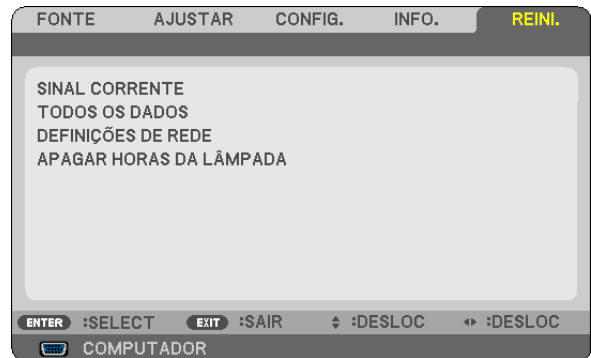 FONTE AJUSTAR CONFIG. INFO. REINI.
SINAL CORRENTE
TODOS OS DADOS
DEFINIÇÕES DE REDE
APAGAR HORAS DA LÂMPADA
ENTER :SELECT EXIT :SAIR :DESLOC :DESLOC
COMPUTADOR